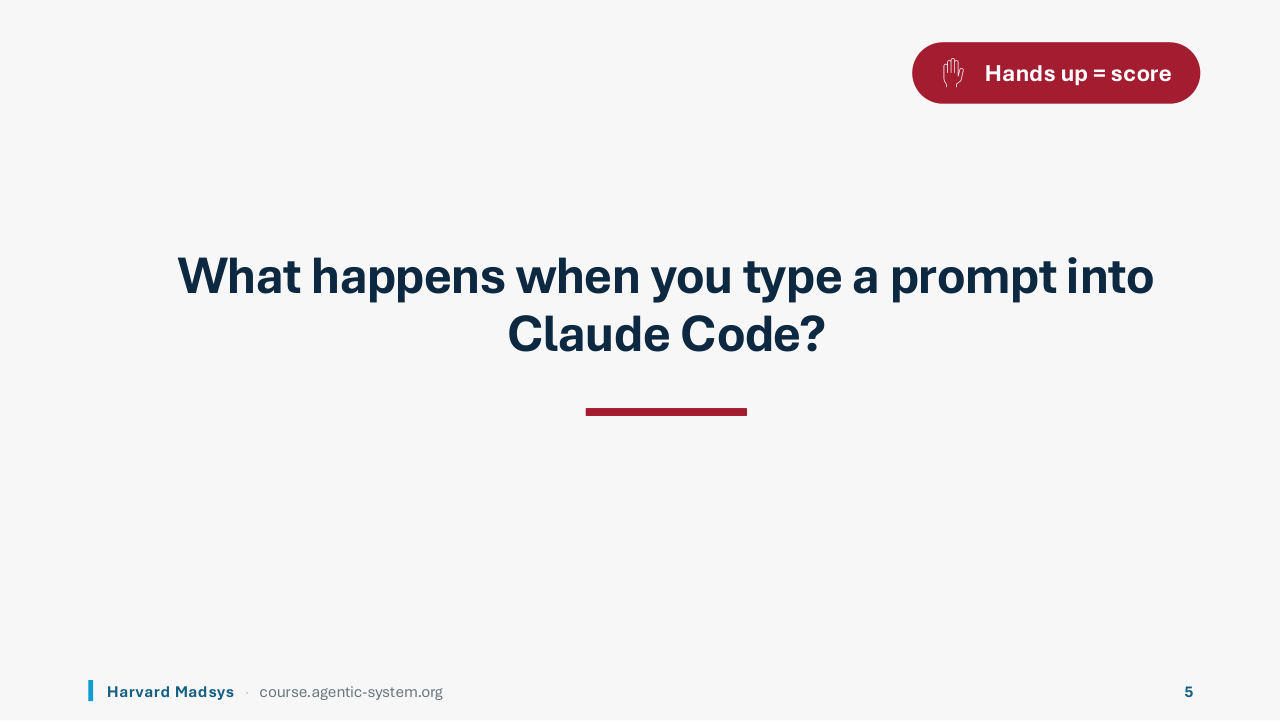 Hands up = score
What happens when you type a prompt into
Claude Code?
Harvard Madsys · course.agentic-system.org
5